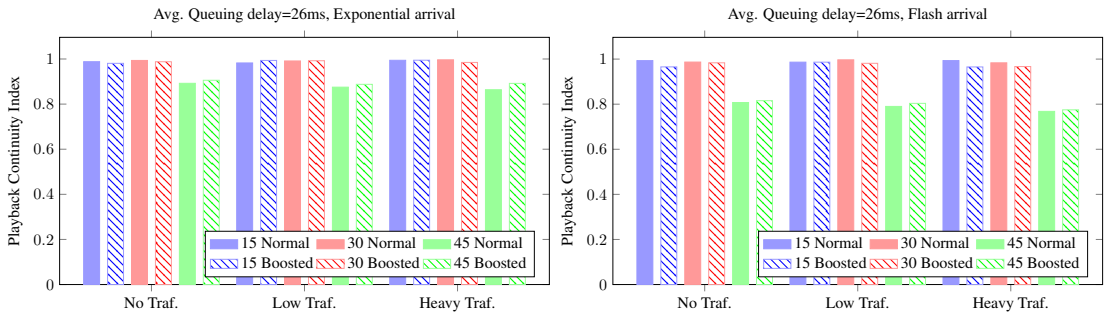 Avg. Queuing delay=26ms, Exponential arrival
Playback Continuity Index
1
0.8
0.6
0.4
0.2
0
15 Normal 30 Normal 45 Normal
15 Boosted 30 Boosted 45 Boosted
No Traf. Low Traf. Heavy Traf.
Avg. Queuing delay=26ms, Flash arrival
Playback Continuity Index
1
0.8
0.6
0.4
0.2
0
15 Normal 30 Normal 45 Normal
15 Boosted 30 Boosted 45 Boosted
No Traf. Low Traf. Heavy Traf.